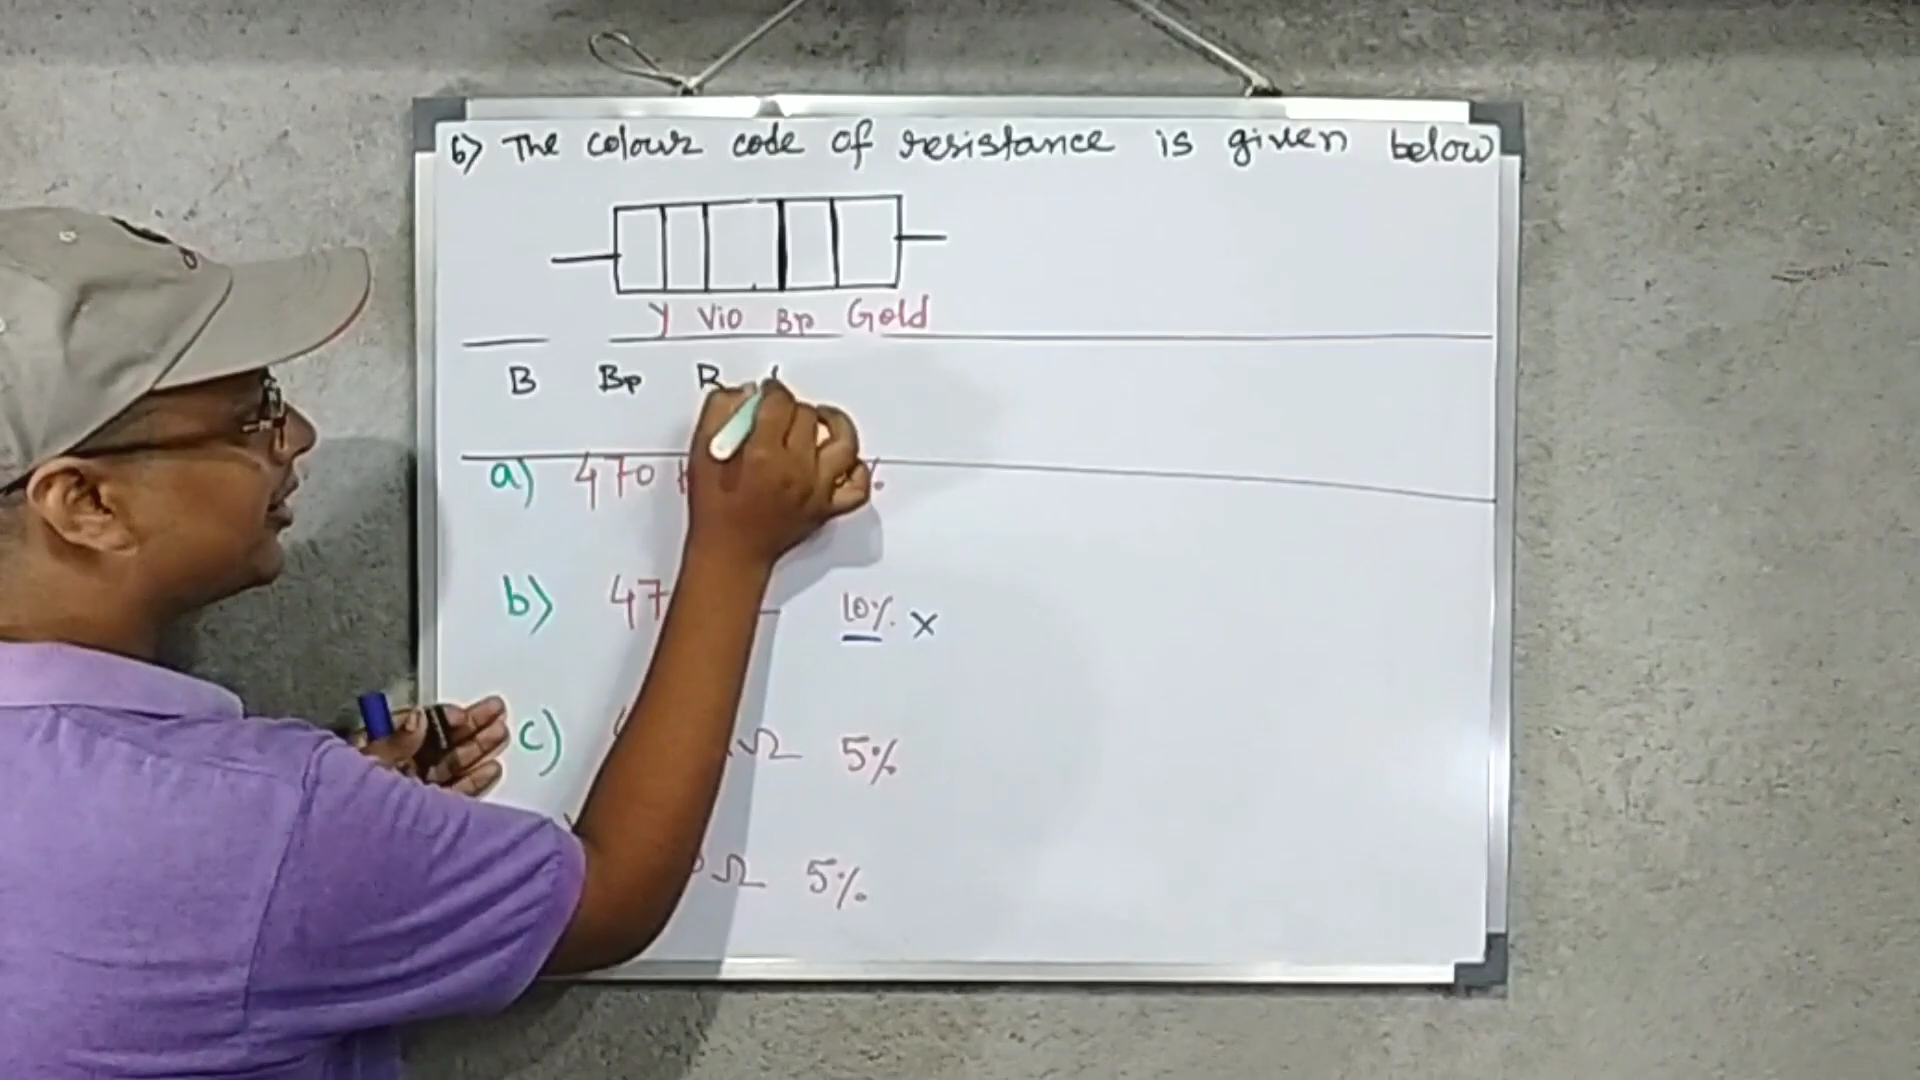 6) The colour code of resistance is given below
Y Vio Br Gold
B Br R
a) 470 %
b) 47 10% X
c) Ω 5%
Ω 5%